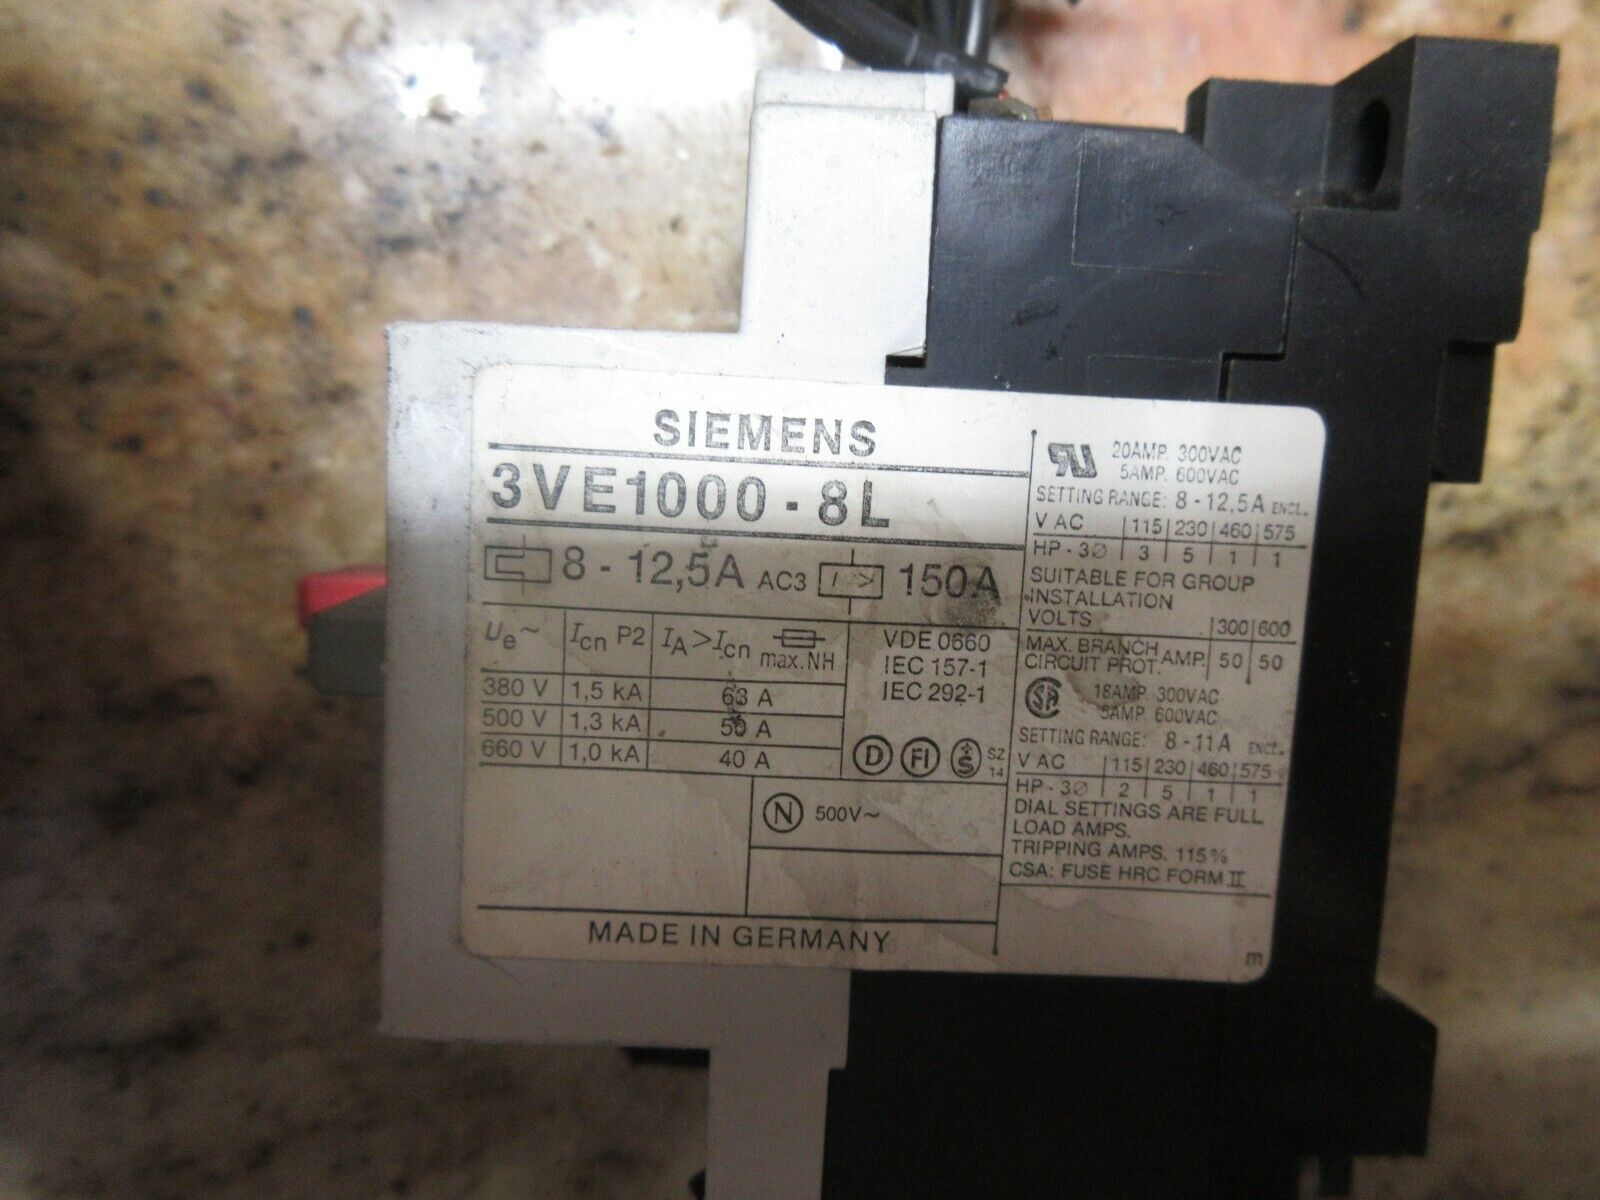 SIEMENS
3VE1000-8L
8-12,5A AC3 I> 150A
Ue~ Icn P2 IA>Icn max.NH
380 V 1,5 kA 63 A
500 V 1,3 kA 50 A
660 V 1,0 kA 40 A
VDE 0660
IEC 157-1
IEC 292-1
D FI S SZ 14
N 500V~
MADE IN GERMANY
20AMP. 300VAC
5AMP. 600VAC
SETTING RANGE: 8-12,5A ENCL.
V AC 115 230 460 575
HP-3Ø 3 5 1 1
SUITABLE FOR GROUP
INSTALLATION
VOLTS 300 600
MAX. BRANCH
CIRCUIT PROT. AMP. 50 50
18AMP. 300VAC
5AMP. 600VAC
SETTING RANGE: 8-11A ENCL.
V AC 115 230 460 575
HP-3Ø 2 5 1 1
DIAL SETTINGS ARE FULL
LOAD AMPS.
TRIPPING AMPS. 115%
CSA: FUSE HRC FORM II
m